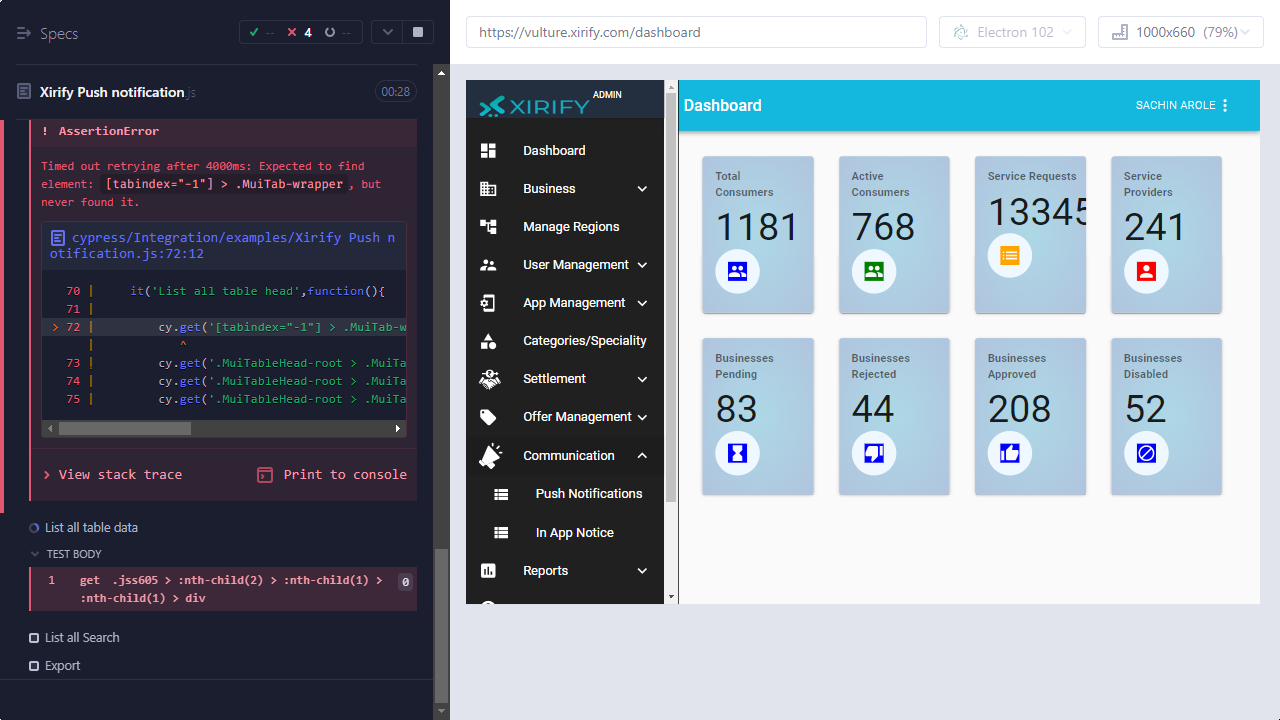 Specs
--
4
--
Xirify Push notification.js
00:28
! AssertionError
Timed out retrying after 4000ms: Expected to find
element: [tabindex="-1"] > .MuiTab-wrapper, but
never found it.
cypress/Integration/examples/Xirify Push n
otification.js:72:12
70 | it('List all table head',function(){
71 |
> 72 | cy.get('[tabindex="-1"] > .MuiTab-w
| ^
73 | cy.get('.MuiTableHead-root > .MuiTa
74 | cy.get('.MuiTableHead-root > .MuiTa
75 | cy.get('.MuiTableHead-root > .MuiTa
View stack trace
Print to console
List all table data
TEST BODY
1 get .jss605 > :nth-child(2) > :nth-child(1) >
:nth-child(1) > div
0
List all Search
Export
https://vulture.xirify.com/dashboard
Electron 102
1000x660 (79%)
XIRIFY ADMIN
Dashboard
Business
Manage Regions
User Management
App Management
Categories/Speciality
Settlement
Offer Management
Communication
Push Notifications
In App Notice
Reports
Dashboard
SACHIN AROLE
Total
Consumers
1181
Active
Consumers
768
Service Requests
13345
Service
Providers
241
Businesses
Pending
83
Businesses
Rejected
44
Businesses
Approved
208
Businesses
Disabled
52